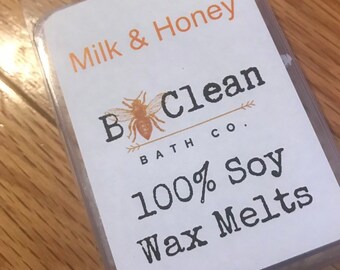 Milk & Honey
B Clean
BATH CO.
100% Soy
Wax Melts